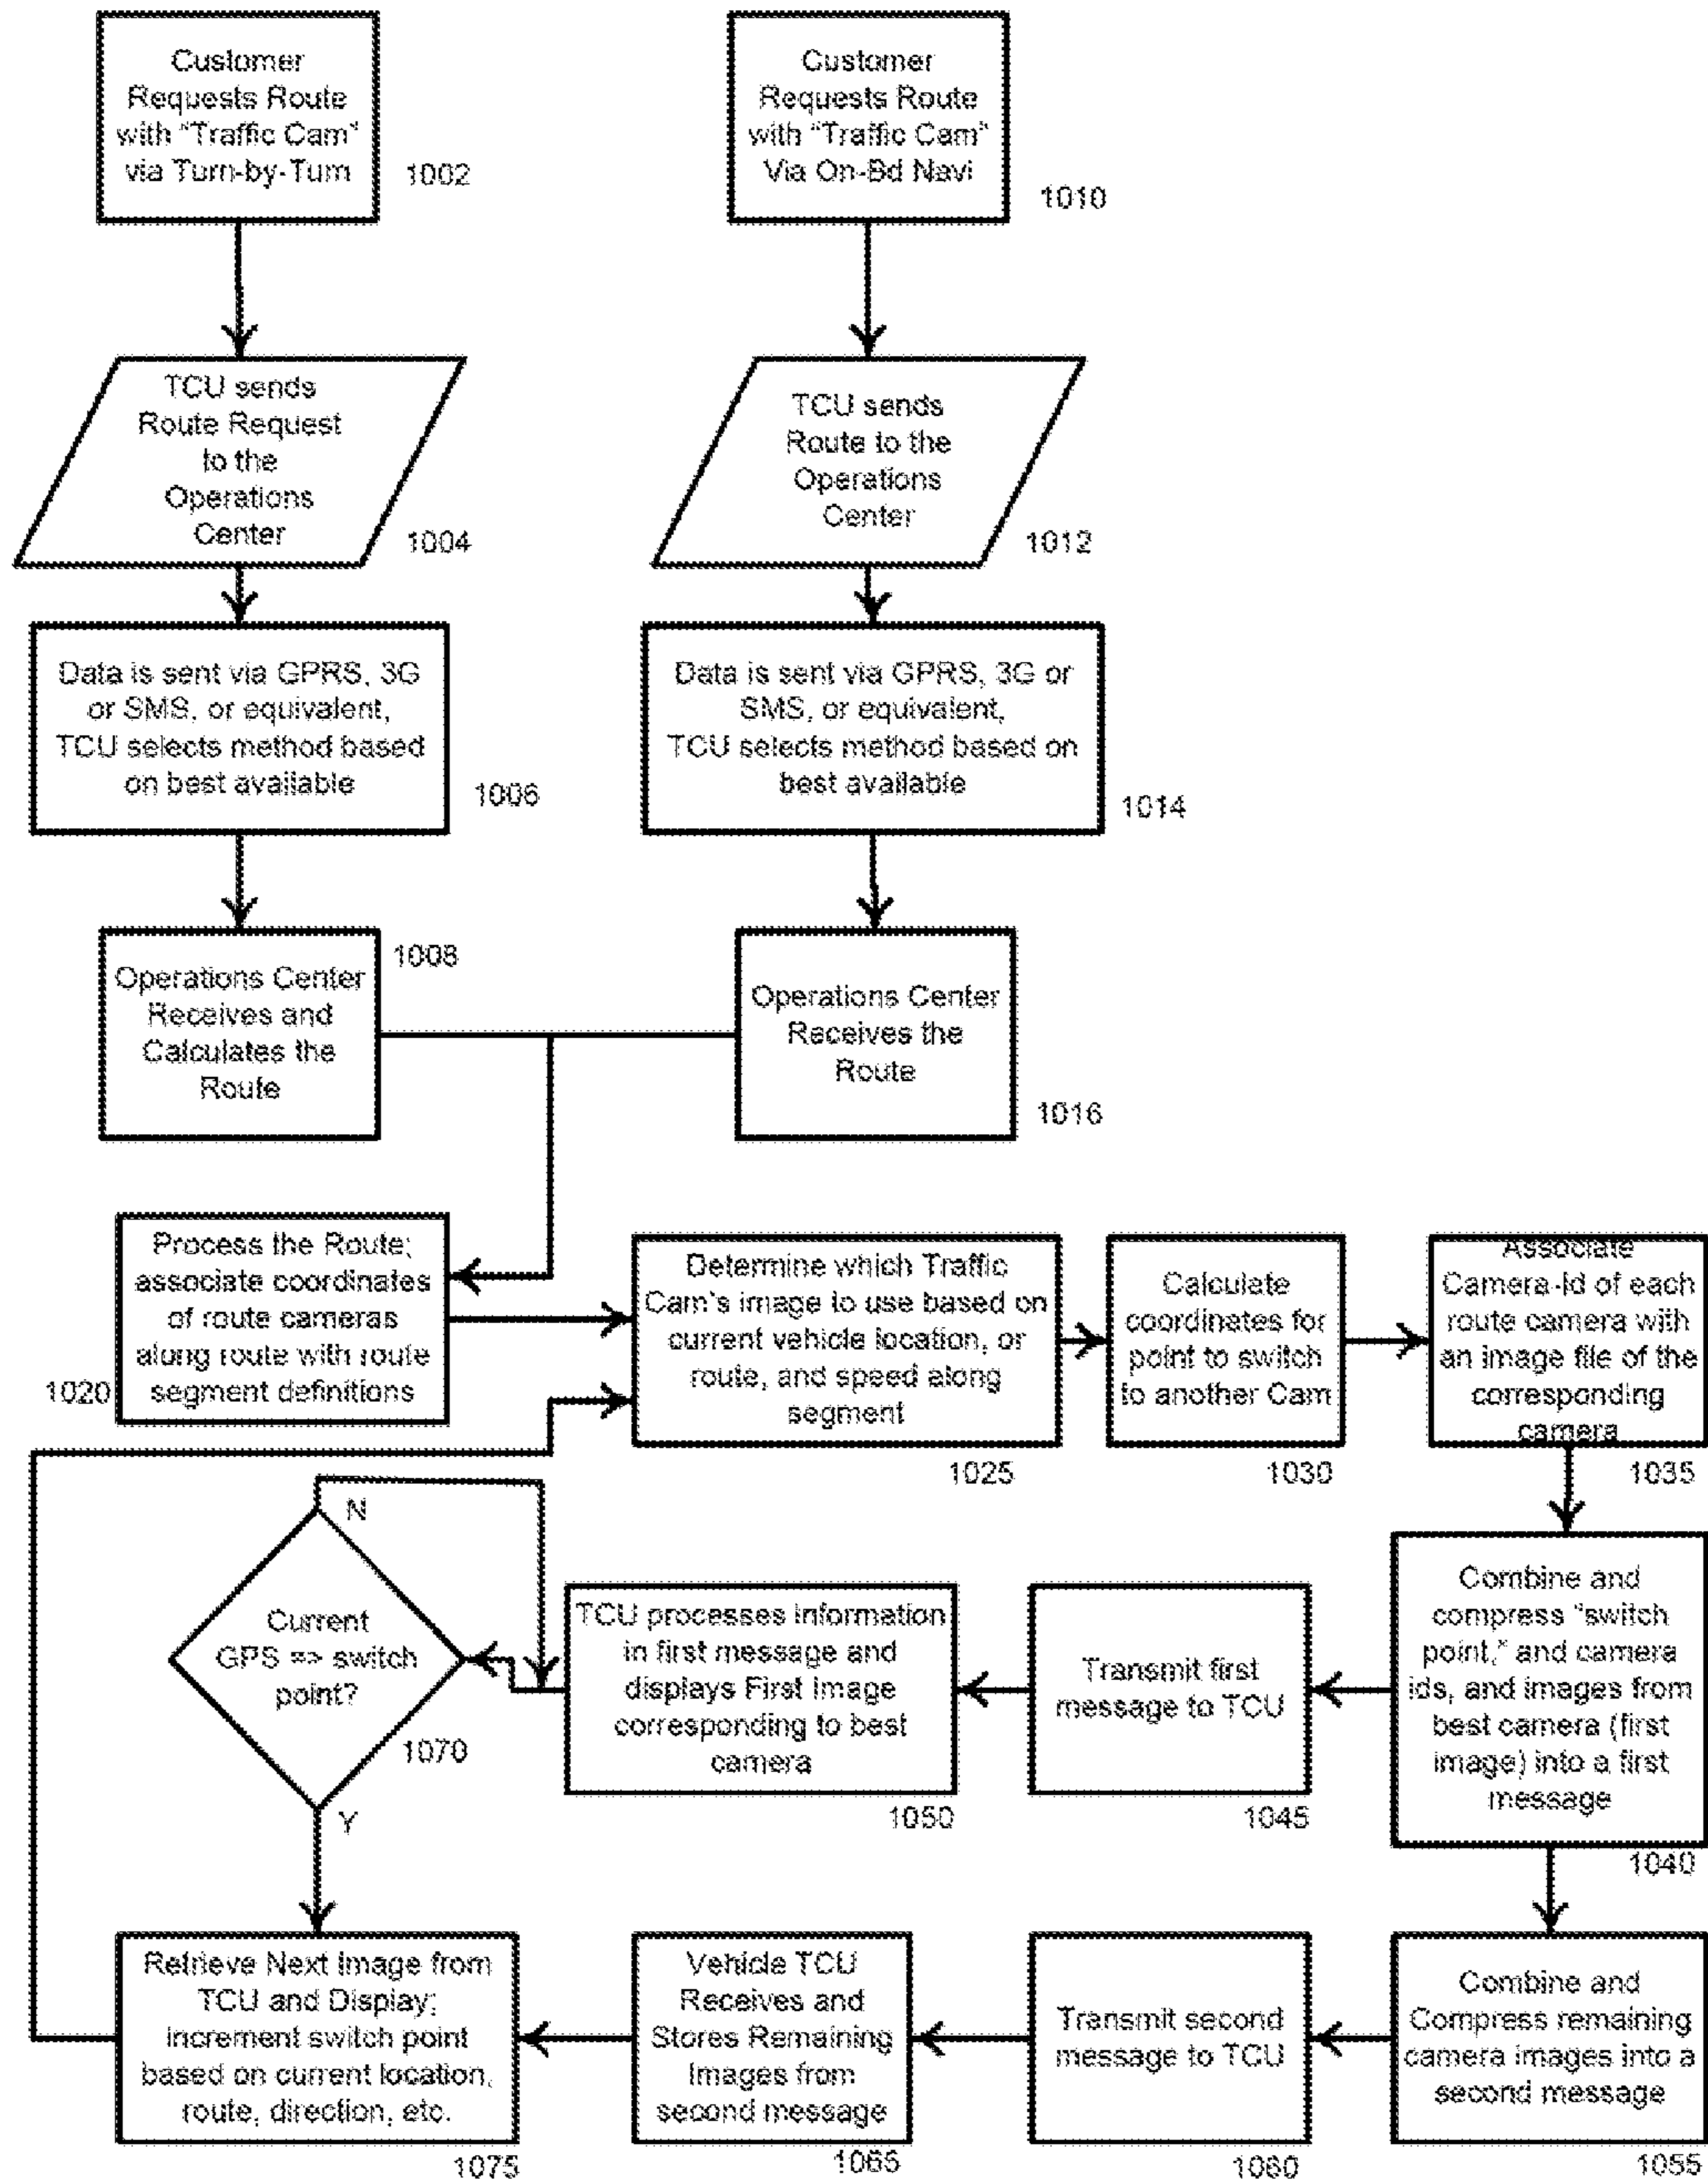 Customer
Requests Route
with "Traffic Cam"
via Turn-by-Turn
1002
Customer
Requests Route
with "Traffic Cam"
Via On-Bd Navi
1010
TCU sends
Route Request
to the
Operations
Center
1004
TCU sends
Route to the
Operations
Center
1012
Data is sent via GPRS, 3G
or SMS, or equivalent,
TCU selects method based
on best available
1006
Data is sent via GPRS, 3G or
SMS, or equivalent,
TCU selects method based on
best available
1014
Operations Center
Receives and
Calculates the
Route
1008
Operations Center
Receives the
Route
1016
Process the Route;
associate coordinates
of route cameras
along route with route
segment definitions
1020
Determine which Traffic
Cam's image to use based on
current vehicle location, or
route, and speed along
segment
1025
Calculate
coordinates for
point to switch
to another Cam
1030
Associate
Camera-Id of each
route camera with
an image file of the
corresponding
camera
1035
Combine and
compress "switch
point," and camera
ids, and images from
best camera (first
image) into a first
message
1040
Transmit first
message to TCU
1045
TCU processes information
in first message and
displays First Image
corresponding to best
camera
1050
N
Current
GPS => switch
point?
1070
Y
Combine and
Compress remaining
camera images into a
second message
1055
Transmit second
message to TCU
1060
Vehicle TCU
Receives and
Stores Remaining
Images from
second message
1065
Retrieve Next Image from
TCU and Display;
Increment switch point
based on current location,
route, direction, etc.
1075